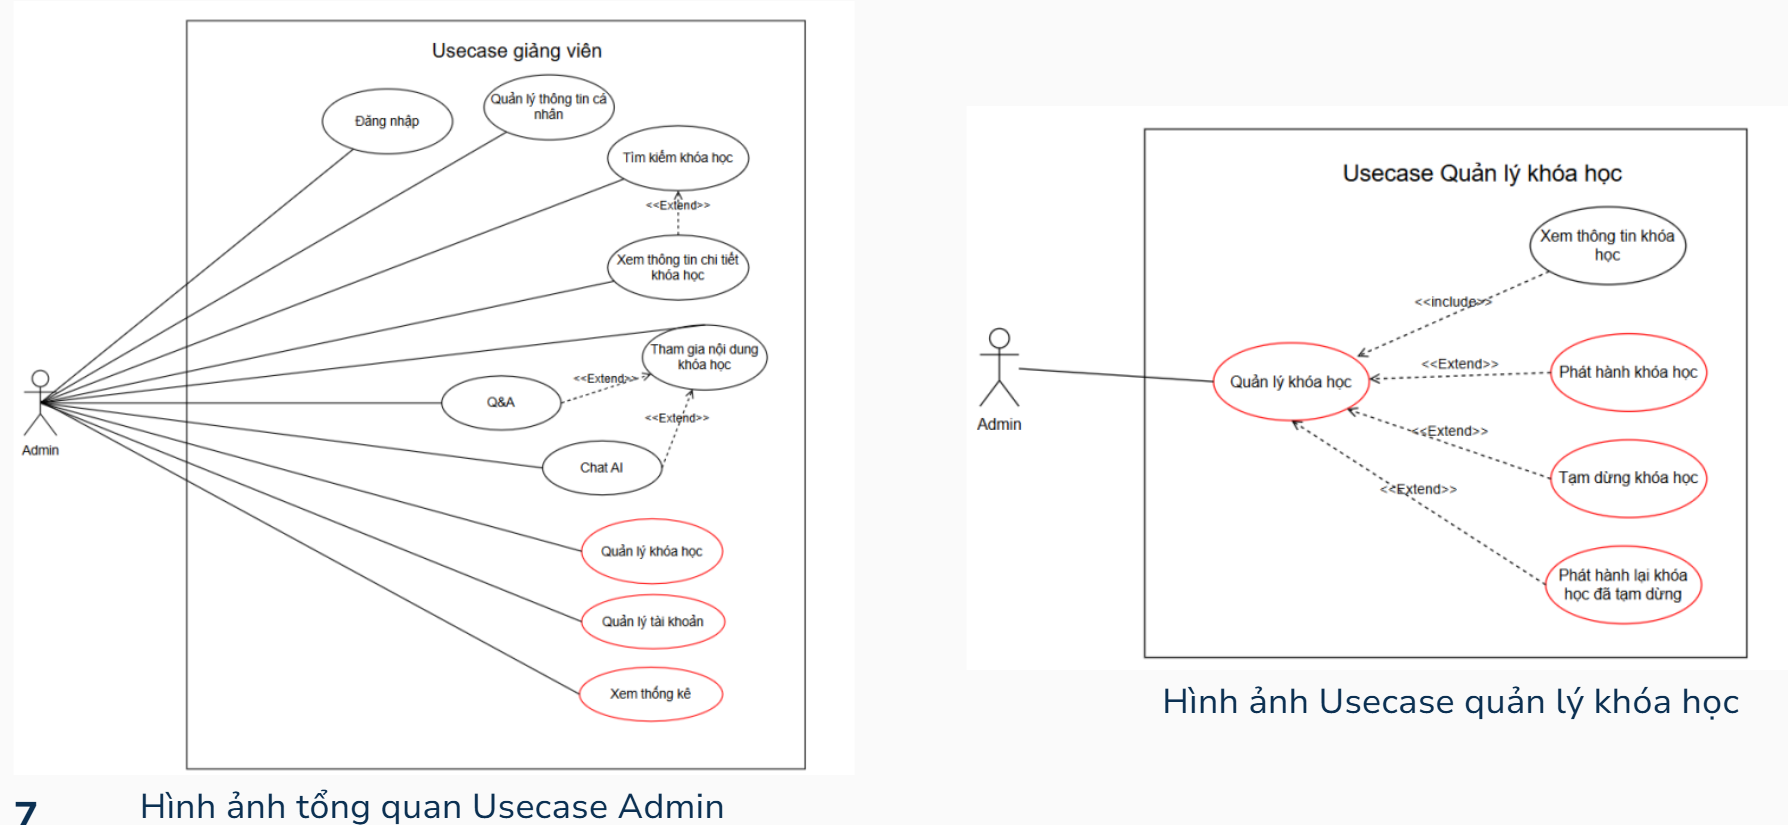 Usecase giảng viên
Đăng nhập
Quản lý thông tin cá
nhân
Tìm kiếm khóa học
<<Extend>>
Xem thông tin chi tiết
khóa học
Tham gia nội dung
khóa học
<<Extend>>
Q&A
<<Extend>>
Chat AI
Admin
Quản lý khóa học
Quản lý tài khoản
Xem thống kê
7
Hình ảnh tổng quan Usecase Admin
Usecase Quản lý khóa học
Xem thông tin khóa
học
<<include>>
<<Extend>>
Phát hành khóa học
Quản lý khóa học
Admin
<<Extend>>
Tạm dừng khóa học
<<Extend>>
Phát hành lại khóa
học đã tạm dừng
Hình ảnh Usecase quản lý khóa học